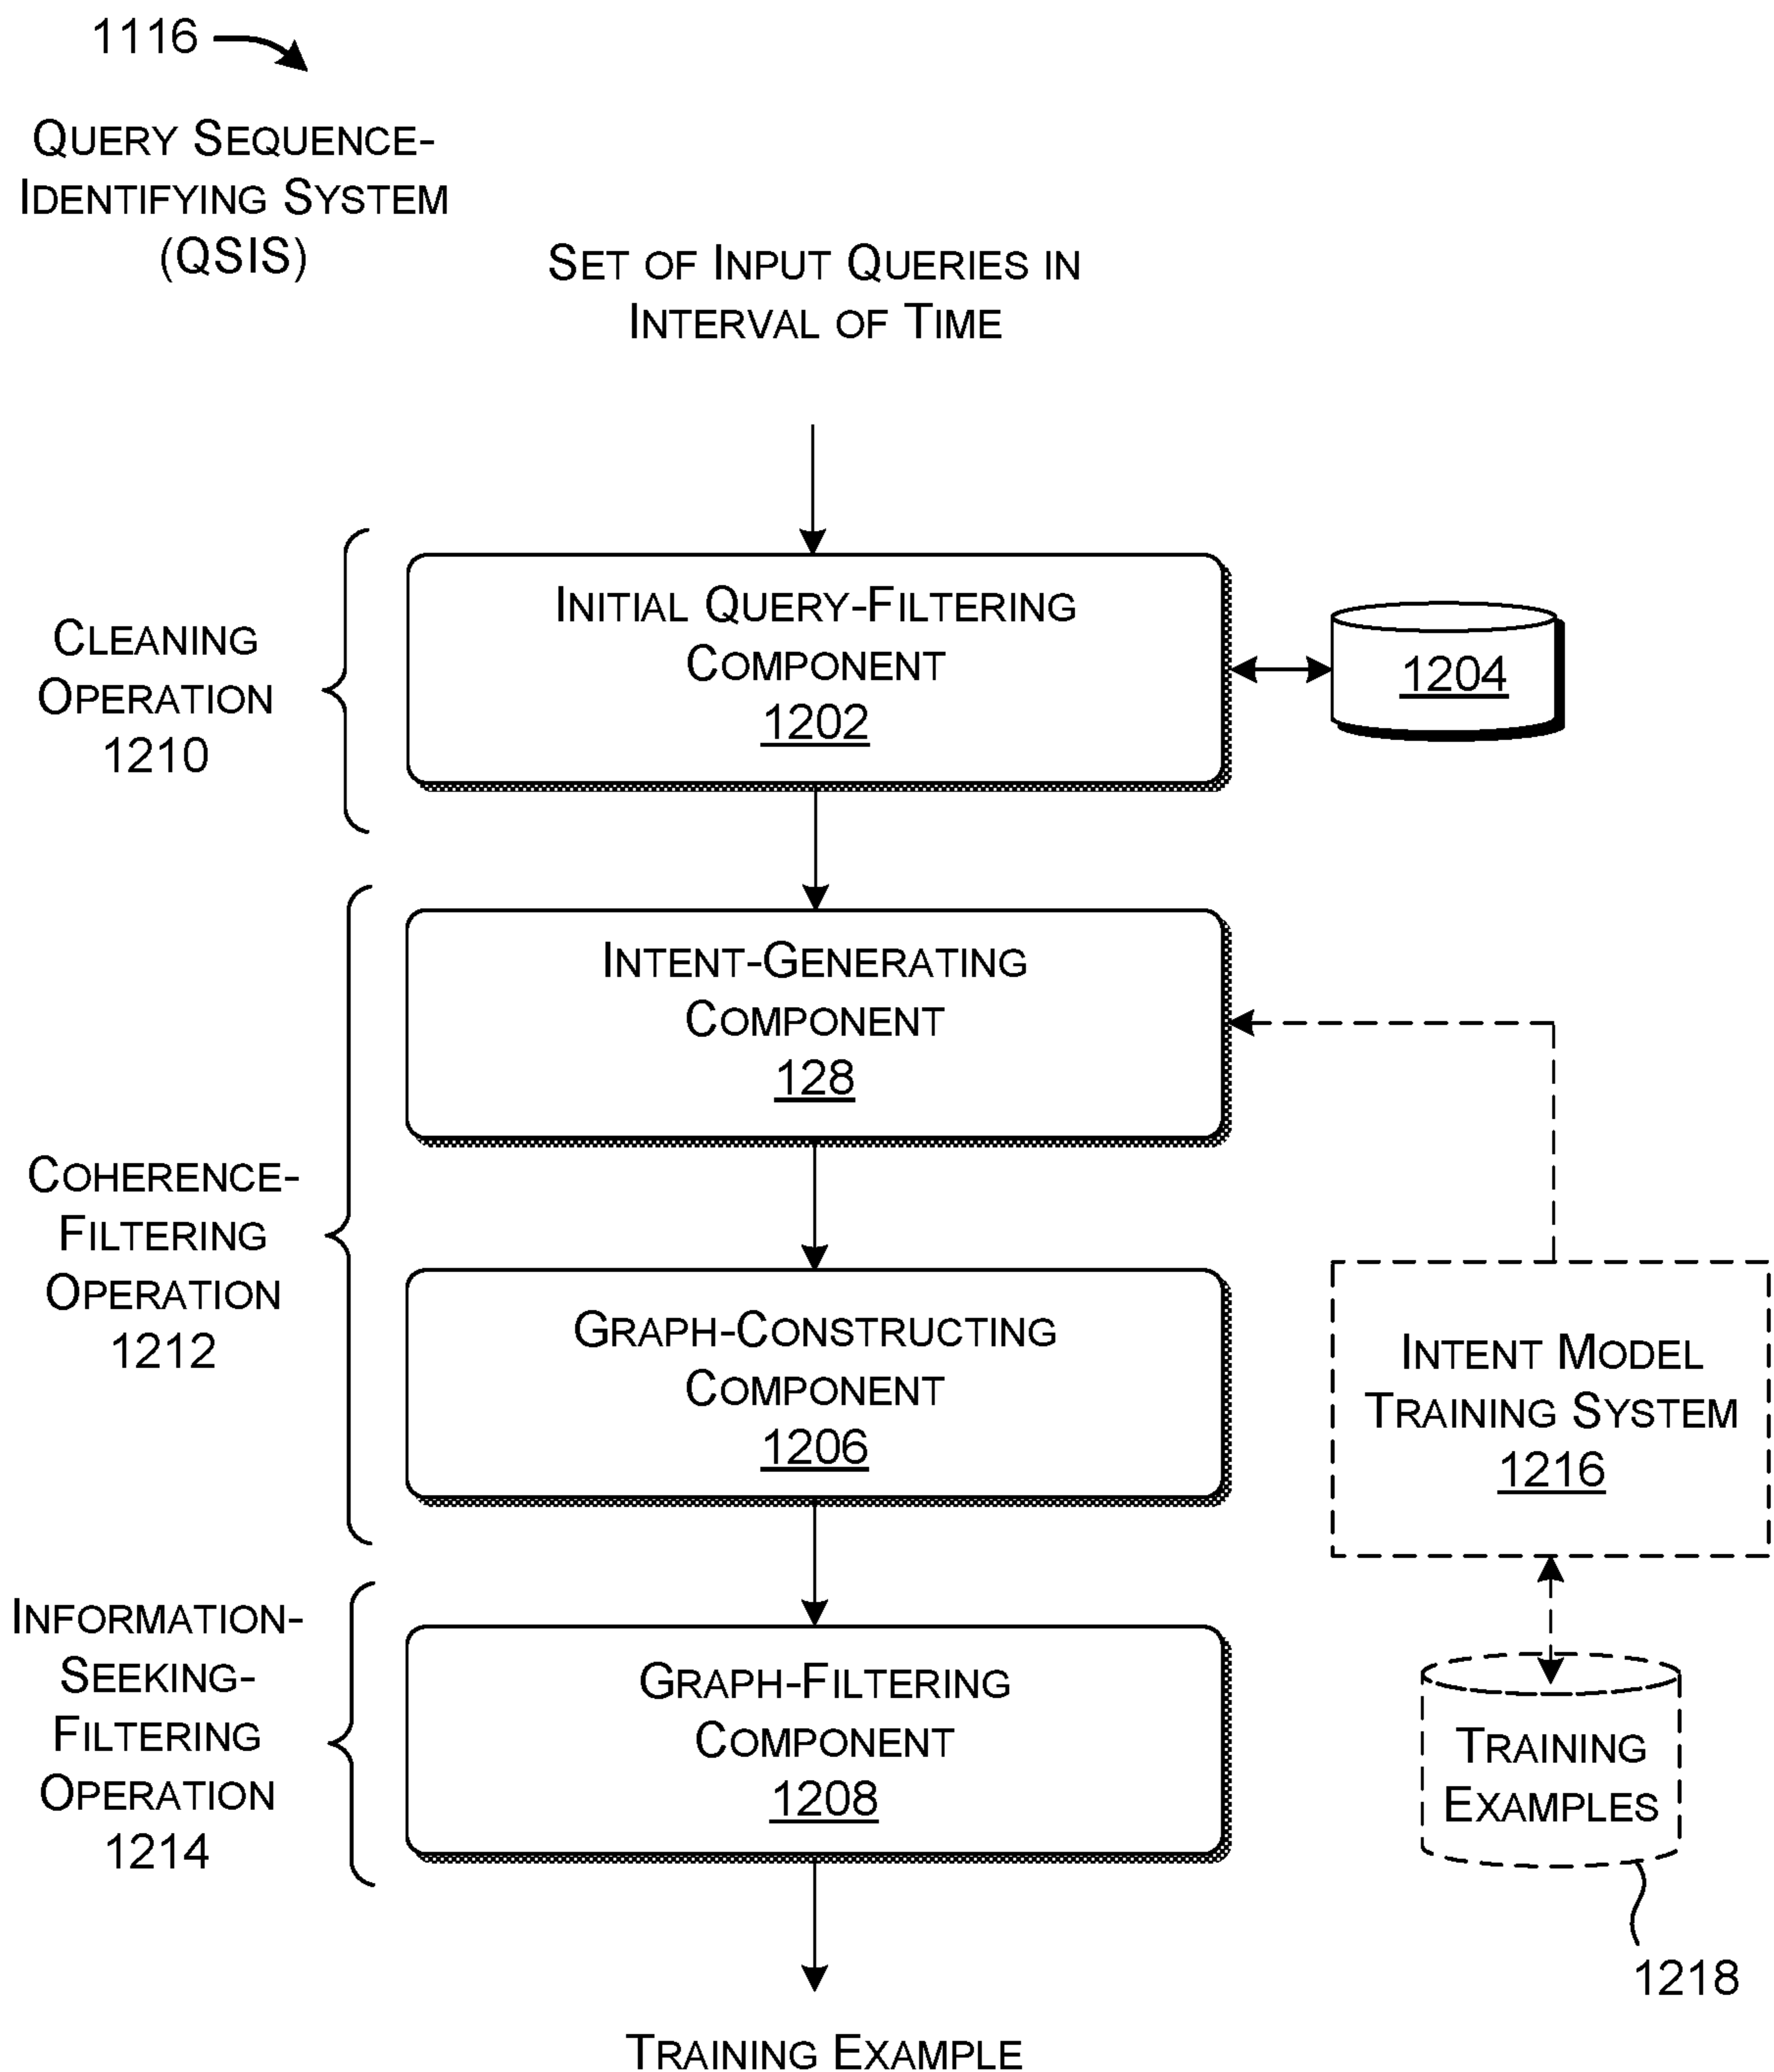 1116
QUERY SEQUENCE-
IDENTIFYING SYSTEM
(QSIS)
SET OF INPUT QUERIES IN
INTERVAL OF TIME
CLEANING
OPERATION
1210
INITIAL QUERY-FILTERING
COMPONENT
1202
1204
INTENT-GENERATING
COMPONENT
128
COHERENCE-
FILTERING
OPERATION
1212
GRAPH-CONSTRUCTING
COMPONENT
1206
INTENT MODEL
TRAINING SYSTEM
1216
INFORMATION-
SEEKING-
FILTERING
OPERATION
1214
GRAPH-FILTERING
COMPONENT
1208
TRAINING
EXAMPLES
1218
TRAINING EXAMPLE